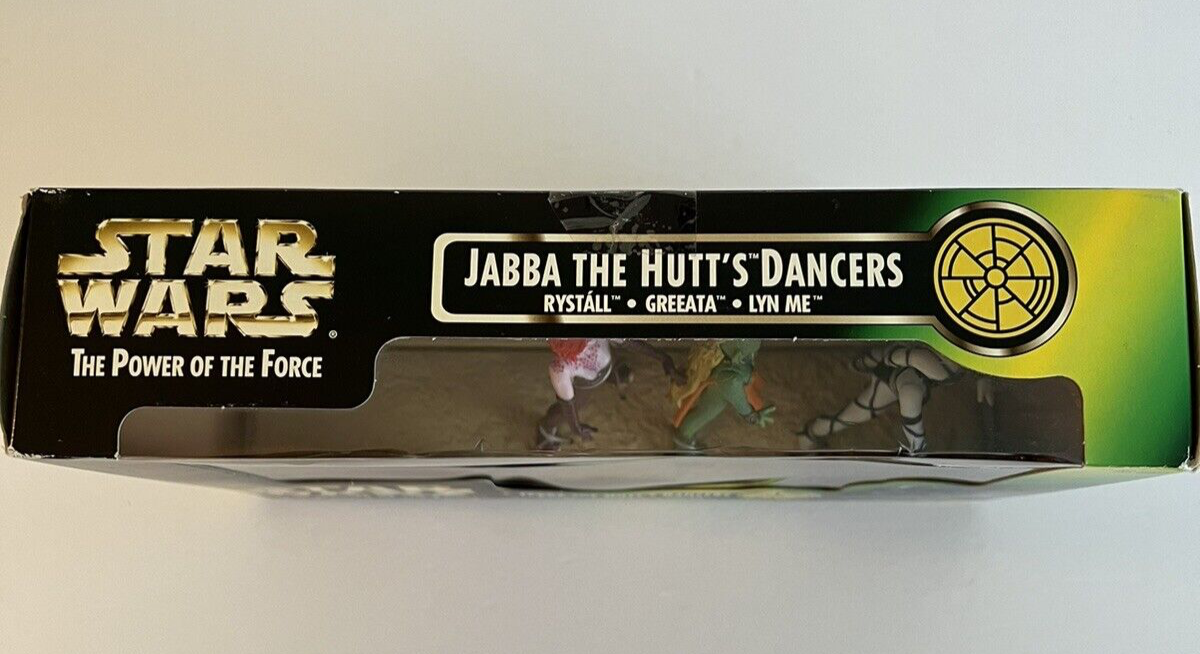 STAR
WARS®
THE POWER OF THE FORCE
JABBA THE HUTT'S™ DANCERS
RYSTÁLL™ • GREEATA™ • LYN ME™